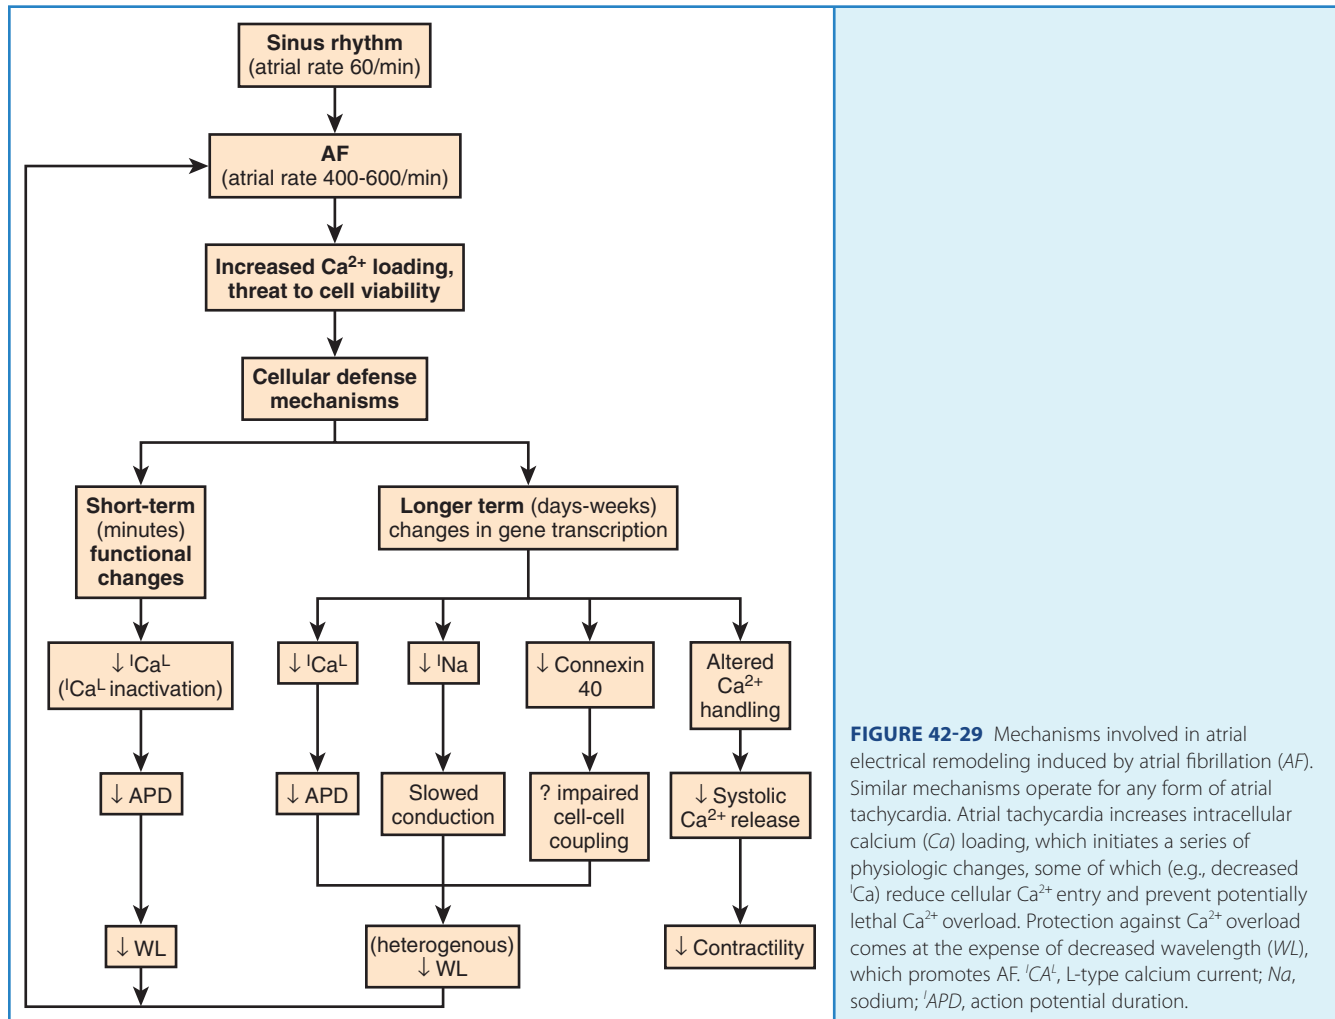 Sinus rhythm
(atrial rate 60/min)
AF
(atrial rate 400-600/min)
Increased Ca²⁺ loading,
threat to cell viability
Cellular defense
mechanisms
Short-term
(minutes)
functional
changes
Longer term (days-weeks)
changes in gene transcription
↓ ᴵCaᴸ
(ᴵCaᴸ inactivation)
↓ ᴵCaᴸ
↓ ᴵNa
↓ Connexin
40
Altered
Ca²⁺
handling
↓ APD
↓ APD
Slowed
conduction
? impaired
cell-cell
coupling
↓ Systolic
Ca²⁺ release
↓ WL
(heterogenous)
↓ WL
↓ Contractility
FIGURE 42-29 Mechanisms involved in atrial
electrical remodeling induced by atrial fibrillation (AF).
Similar mechanisms operate for any form of atrial
tachycardia. Atrial tachycardia increases intracellular
calcium (Ca) loading, which initiates a series of
physiologic changes, some of which (e.g., decreased
ᴵCa) reduce cellular Ca²⁺ entry and prevent potentially
lethal Ca²⁺ overload. Protection against Ca²⁺ overload
comes at the expense of decreased wavelength (WL),
which promotes AF. ᴵCAᴸ, L-type calcium current; Na,
sodium; ᴵAPD, action potential duration.